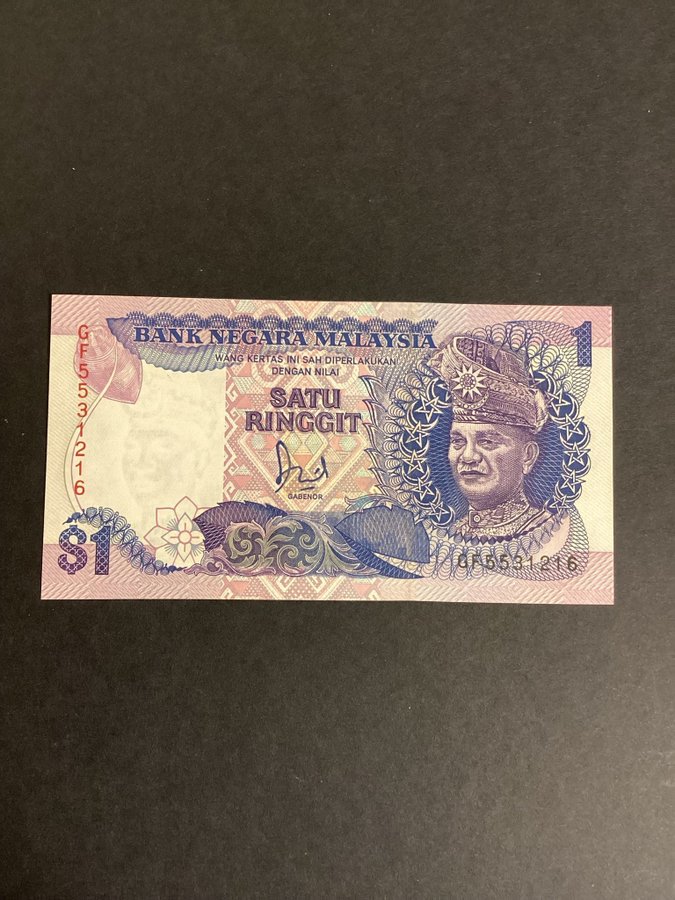 BANK NEGARA MALAYSIA
1
WANG KERTAS INI SAH DIPERLAKUKAN
DENGAN NILAI
SATU
RINGGIT
GF5531216
GABENOR
$1
GF5531216